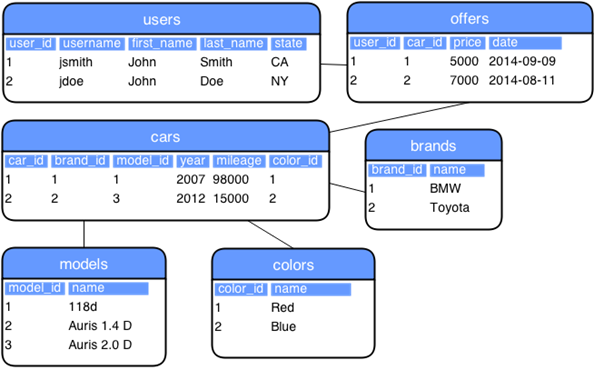 users
user_id username first_name last_name state
1 jsmith John Smith CA
2 jdoe John Doe NY
offers
user_id car_id price date
1 1 5000 2014-09-09
2 2 7000 2014-08-11
cars
car_id brand_id model_id year mileage color_id
1 1 1 2007 98000 1
2 2 3 2012 15000 2
brands
brand_id name
1 BMW
2 Toyota
models
model_id name
1 118d
2 Auris 1.4 D
3 Auris 2.0 D
colors
color_id name
1 Red
2 Blue